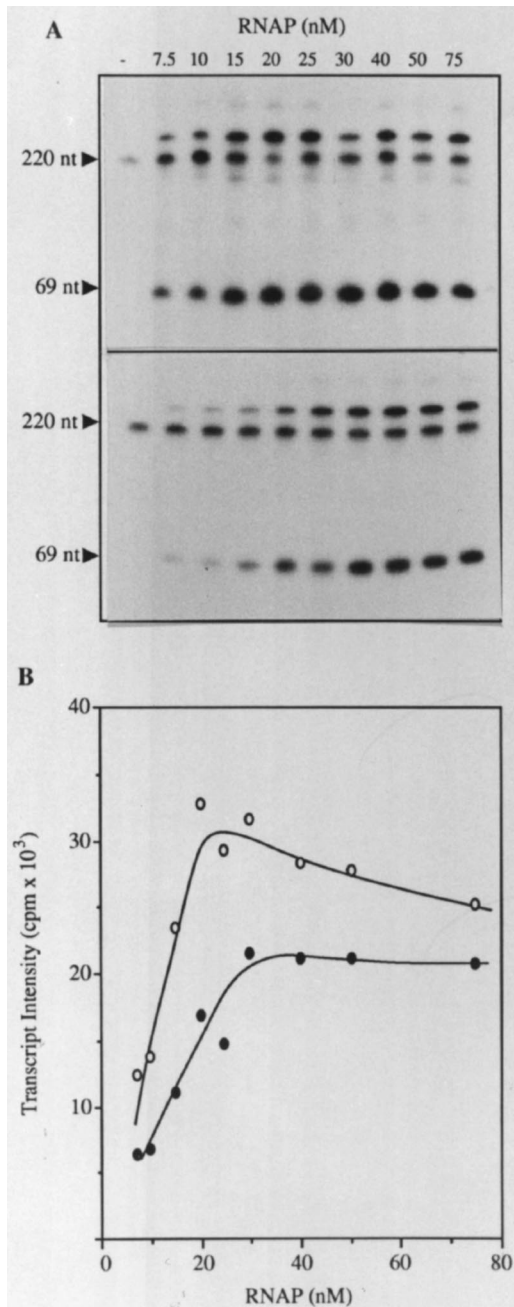 A
RNAP (nM)
- 7.5 10 15 20 25 30 40 50 75
220 nt
69 nt
220 nt
69 nt
B
40
30
20
10
0 20 40 60 80
Transcript Intensity (cpm x 10³)
RNAP (nM)